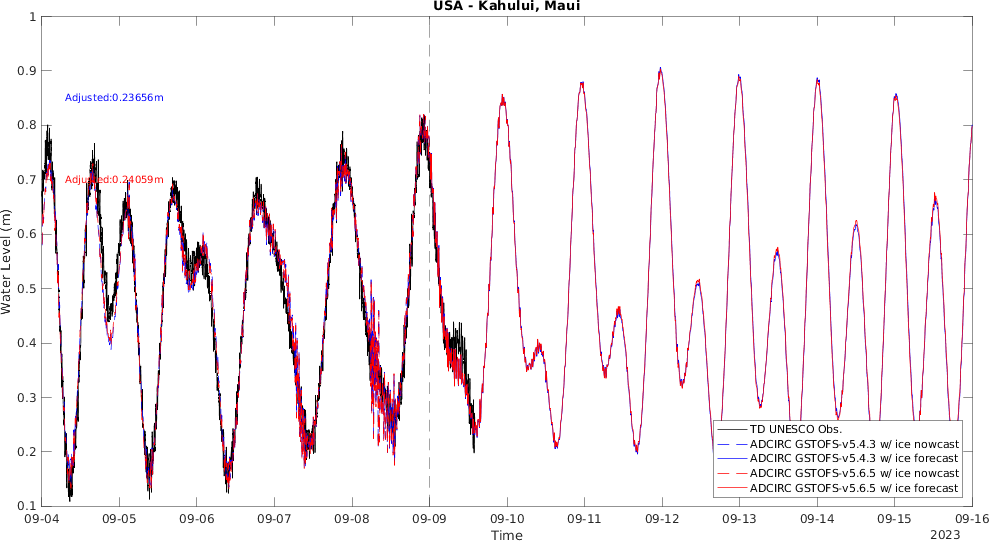 USA - Kahului, Maui
1
0.9
0.8
0.7
0.6
0.5
0.4
0.3
0.2
0.1
Water Level (m)
Adjusted:0.23656m
Adjusted:0.24059m
TD UNESCO Obs.
ADCIRC GSTOFS-v5.4.3 w/ ice nowcast
ADCIRC GSTOFS-v5.4.3 w/ ice forecast
ADCIRC GSTOFS-v5.6.5 w/ ice nowcast
ADCIRC GSTOFS-v5.6.5 w/ ice forecast
09-04 09-05 09-06 09-07 09-08 09-09 09-10 09-11 09-12 09-13 09-14 09-15 09-16
Time
2023